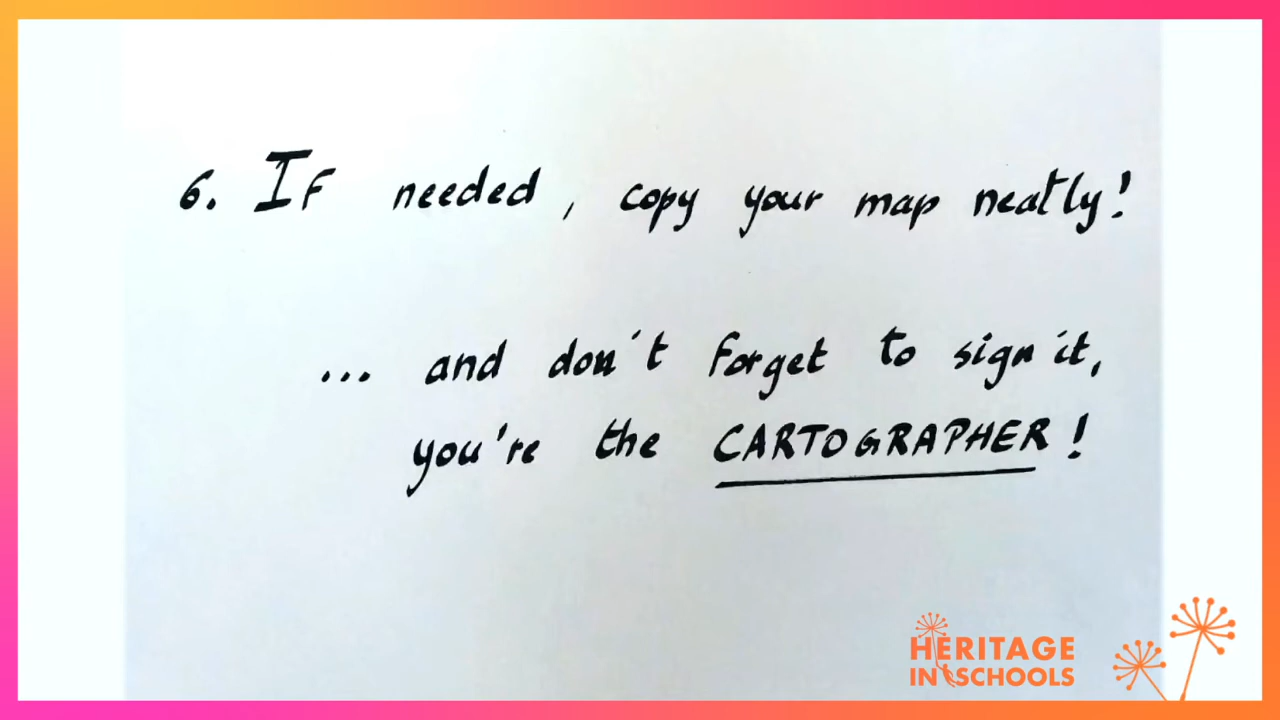 6. If needed, copy your map neatly!
... and don't forget to sign it,
you're the CARTOGRAPHER!
HERITAGE
IN SCHOOLS